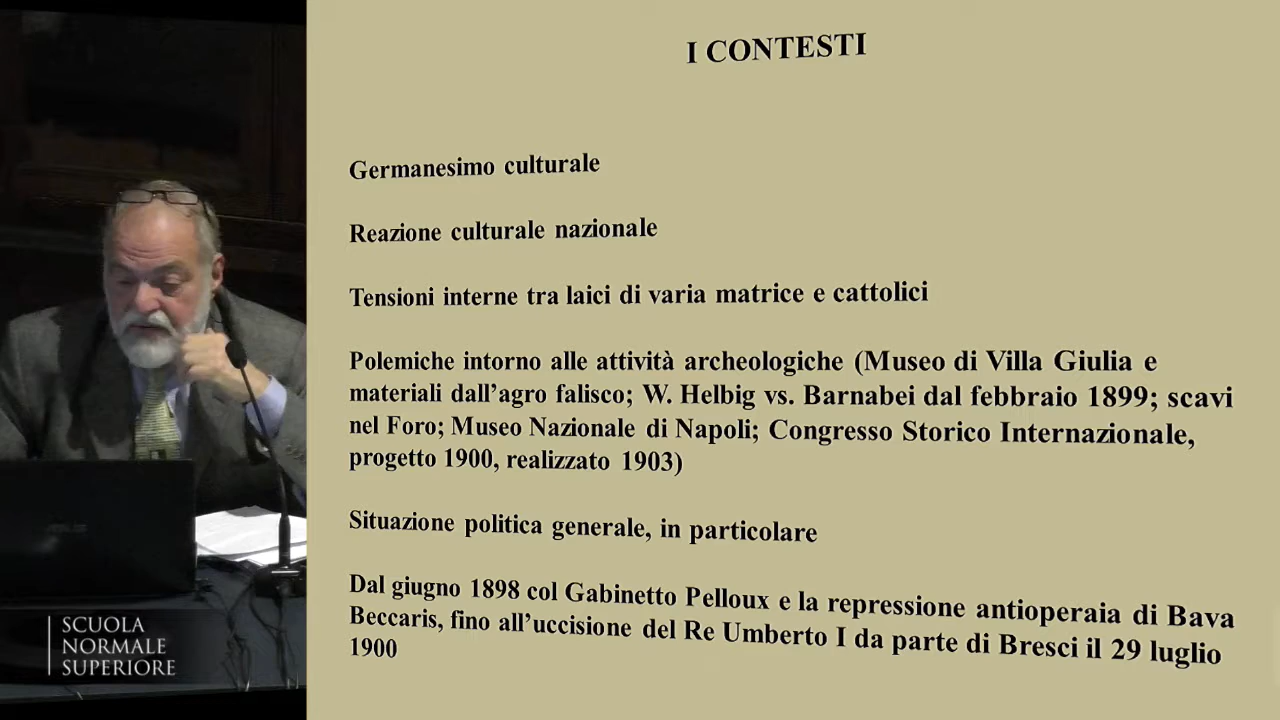 I CONTESTI
Germanesimo culturale
Reazione culturale nazionale
Tensioni interne tra laici di varia matrice e cattolici
Polemiche intorno alle attività archeologiche (Museo di Villa Giulia e
materiali dall’agro falisco; W. Helbig vs. Barnabei dal febbraio 1899; scavi
nel Foro; Museo Nazionale di Napoli; Congresso Storico Internazionale,
progetto 1900, realizzato 1903)
Situazione politica generale, in particolare
Dal giugno 1898 col Gabinetto Pelloux e la repressione antioperaia di Bava
Beccaris, fino all’uccisione del Re Umberto I da parte di Bresci il 29 luglio
1900
SCUOLA
NORMALE
SUPERIORE